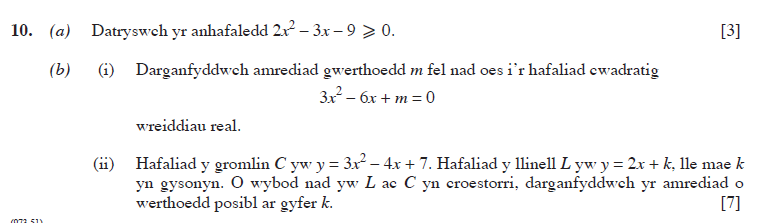 10. (a) Datryswch yr anhafaledd 2x² – 3x – 9 ⩾ 0. [3]
(b) (i) Darganfyddwch amrediad gwerthoedd m fel nad oes i’r hafaliad cwadratig
3x² – 6x + m = 0
wreiddiau real.
(ii) Hafaliad y gromlin C yw y = 3x² – 4x + 7. Hafaliad y llinell L yw y = 2x + k, lle mae k
yn gysonyn. O wybod nad yw L ac C yn croestorri, darganfyddwch yr amrediad o
werthoedd posibl ar gyfer k. [7]